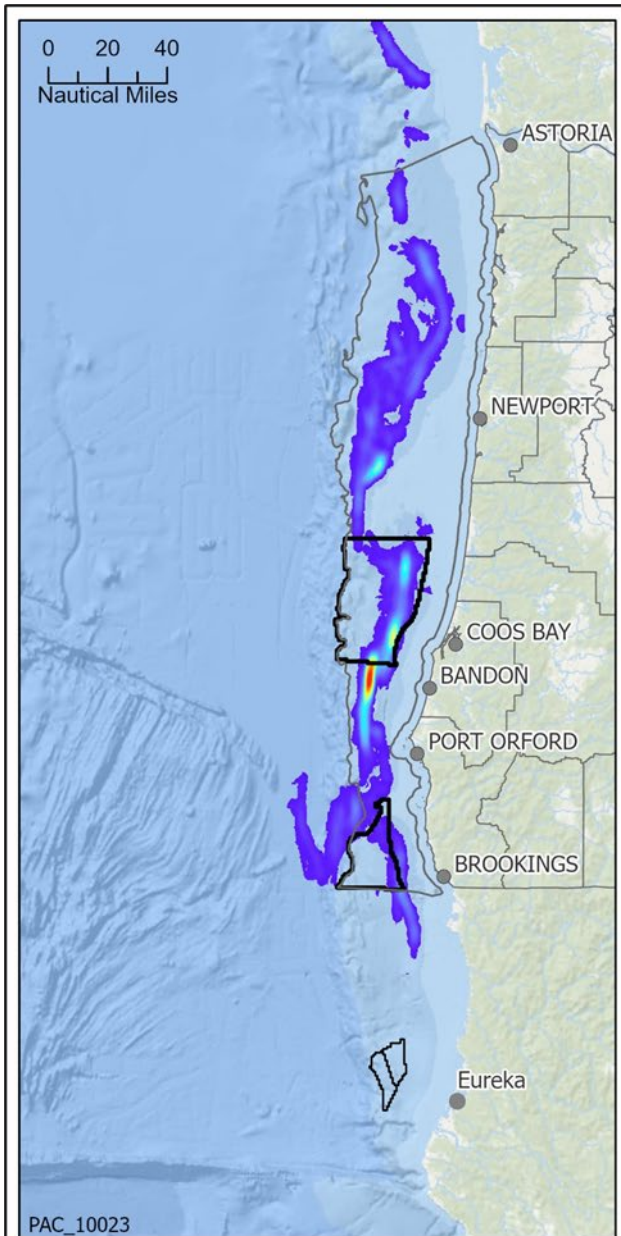 0 20 40
Nautical Miles
ASTORIA
NEWPORT
COOS BAY
BANDON
PORT ORFORD
BROOKINGS
Eureka
PAC_10023